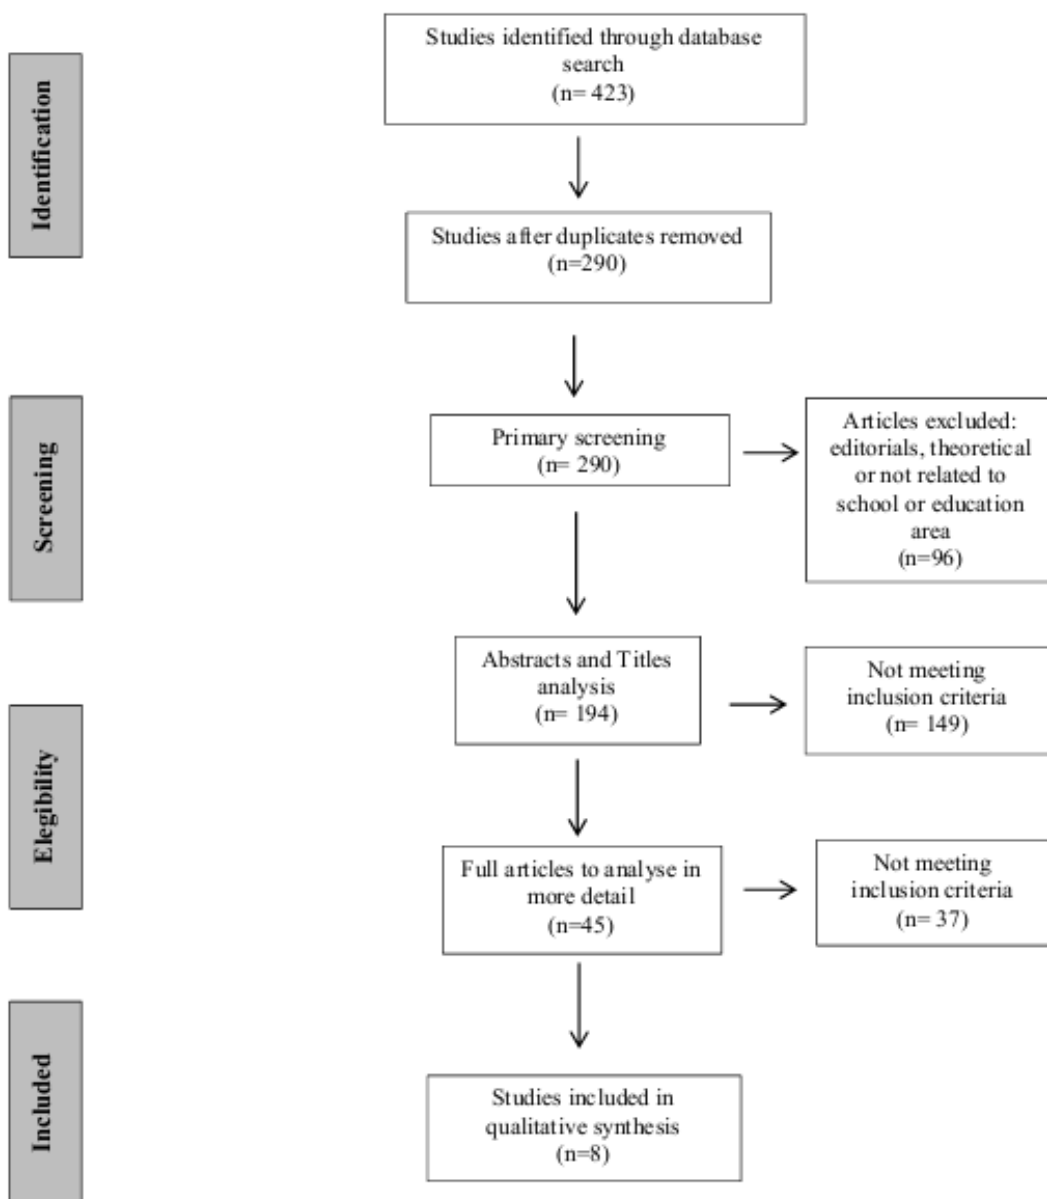 Identification
Studies identified through database
search
(n= 423)
Studies after duplicates removed
(n=290)
Screening
Primary screening
(n= 290)
Articles excluded:
editorials, theoretical
or not related to
school or education
area
(n=96)
Elegibility
Abstracts and Titles
analysis
(n= 194)
Not meeting
inclusion criteria
(n= 149)
Full articles to analyse in
more detail
(n=45)
Not meeting
inclusion criteria
(n= 37)
Included
Studies included in
qualitative synthesis
(n=8)